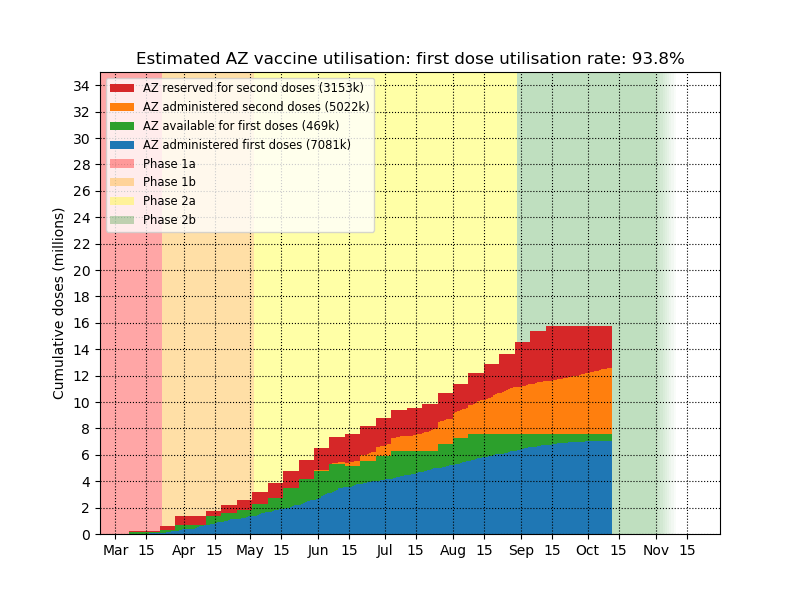 Estimated AZ vaccine utilisation: first dose utilisation rate: 93.8%
AZ reserved for second doses (3153k)
AZ administered second doses (5022k)
AZ available for first doses (469k)
AZ administered first doses (7081k)
Phase 1a
Phase 1b
Phase 2a
Phase 2b
Cumulative doses (millions)
34
32
30
28
26
24
22
20
18
16
14
12
10
8
6
4
2
0
Mar 15 Apr 15 May 15 Jun 15 Jul 15 Aug 15 Sep 15 Oct 15 Nov 15